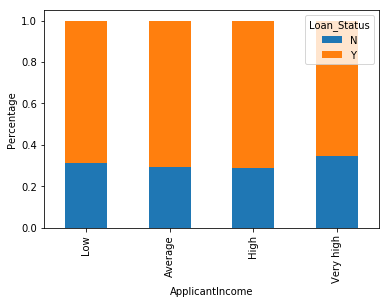 Loan_Status
N
Y
1.0
0.8
0.6
0.4
0.2
0.0
Percentage
Low
Average
High
Very high
ApplicantIncome